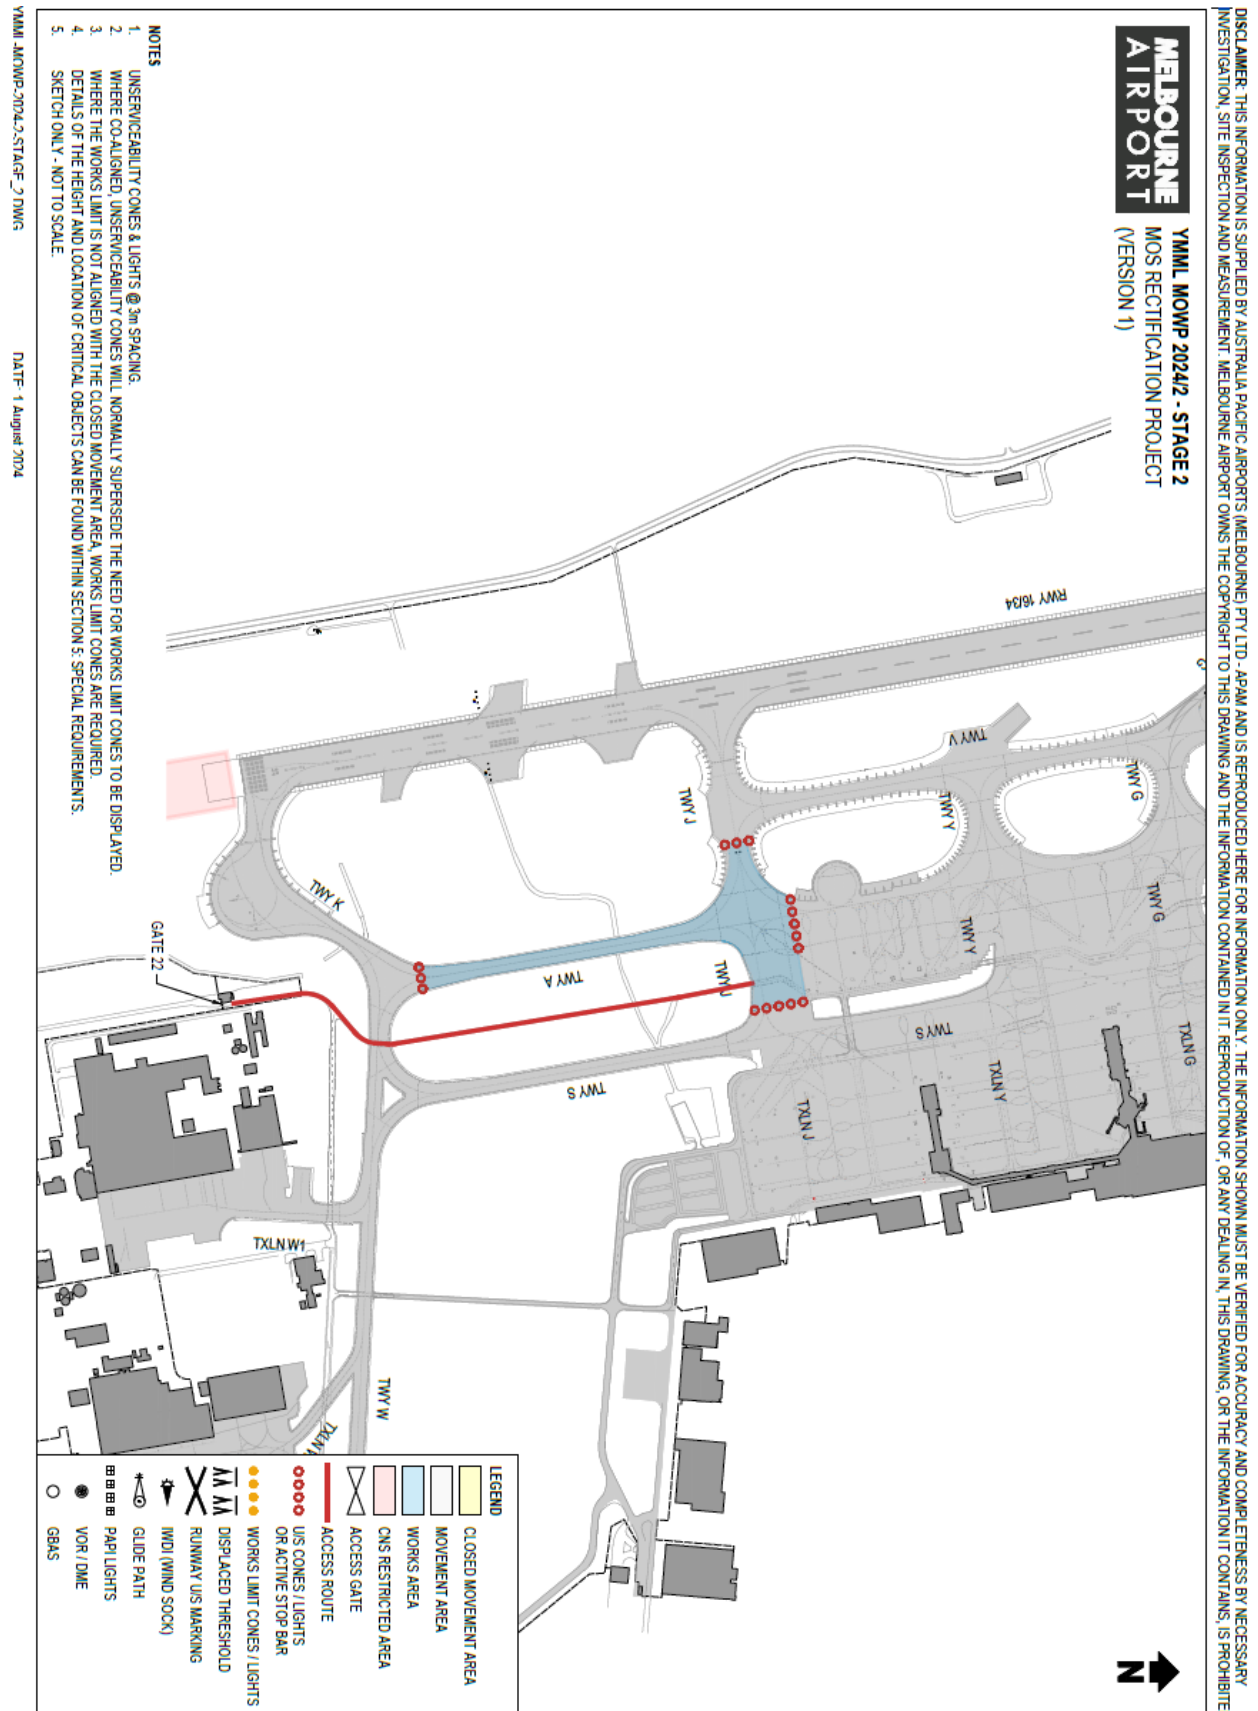 DISCLAIMER: THIS INFORMATION IS SUPPLIED BY AUSTRALIA PACIFIC AIRPORTS (MELBOURNE) PTY LTD - APAM AND IS REPRODUCED HERE FOR INFORMATION ONLY. THE INFORMATION SHOWN MUST BE VERIFIED FOR ACCURACY AND COMPLETENESS BY NECESSARY
INVESTIGATION, SITE INSPECTION AND MEASUREMENT. MELBOURNE AIRPORT OWNS THE COPYRIGHT TO THIS DRAWING AND THE INFORMATION CONTAINED IN IT. REPRODUCTION OF, OR ANY DEALING IN, THIS DRAWING, OR THE INFORMATION IT CONTAINS, IS PROHIBITE
MELBOURNE
AIRPORT
YMML MOWP 2024/2 - STAGE 2
MOS RECTIFICATION PROJECT
(VERSION 1)
N
RWY 16/34
TWY V
TWY G
TWY Y
TWY J
TWY G
TWY Y
TWY K
TWY A
TWY J
TWY S
TWY S
TXLN G
TXLN Y
TXLN J
GATE 22
TXLN W1
TWY W
NOTES
1. UNSERVICEABILITY CONES & LIGHTS @ 3m SPACING.
2. WHERE CO-ALIGNED, UNSERVICEABILITY CONES WILL NORMALLY SUPERSEDE THE NEED FOR WORKS LIMIT CONES TO BE DISPLAYED.
3. WHERE THE WORKS LIMIT IS NOT ALIGNED WITH THE CLOSED MOVEMENT AREA, WORKS LIMIT CONES ARE REQUIRED.
4. DETAILS OF THE HEIGHT AND LOCATION OF CRITICAL OBJECTS CAN BE FOUND WITHIN SECTION 5: SPECIAL REQUIREMENTS.
5. SKETCH ONLY - NOT TO SCALE.
LEGEND
CLOSED MOVEMENT AREA
MOVEMENT AREA
WORKS AREA
CNS RESTRICTED AREA
ACCESS GATE
ACCESS ROUTE
U/S CONES / LIGHTS
OR ACTIVE STOP BAR
WORKS LIMIT CONES / LIGHTS
DISPLACED THRESHOLD
RUNWAY U/S MARKING
IWDI (WIND SOCK)
GLIDE PATH
PAPI LIGHTS
VOR / DME
GBAS
DATE: 1 August 2024